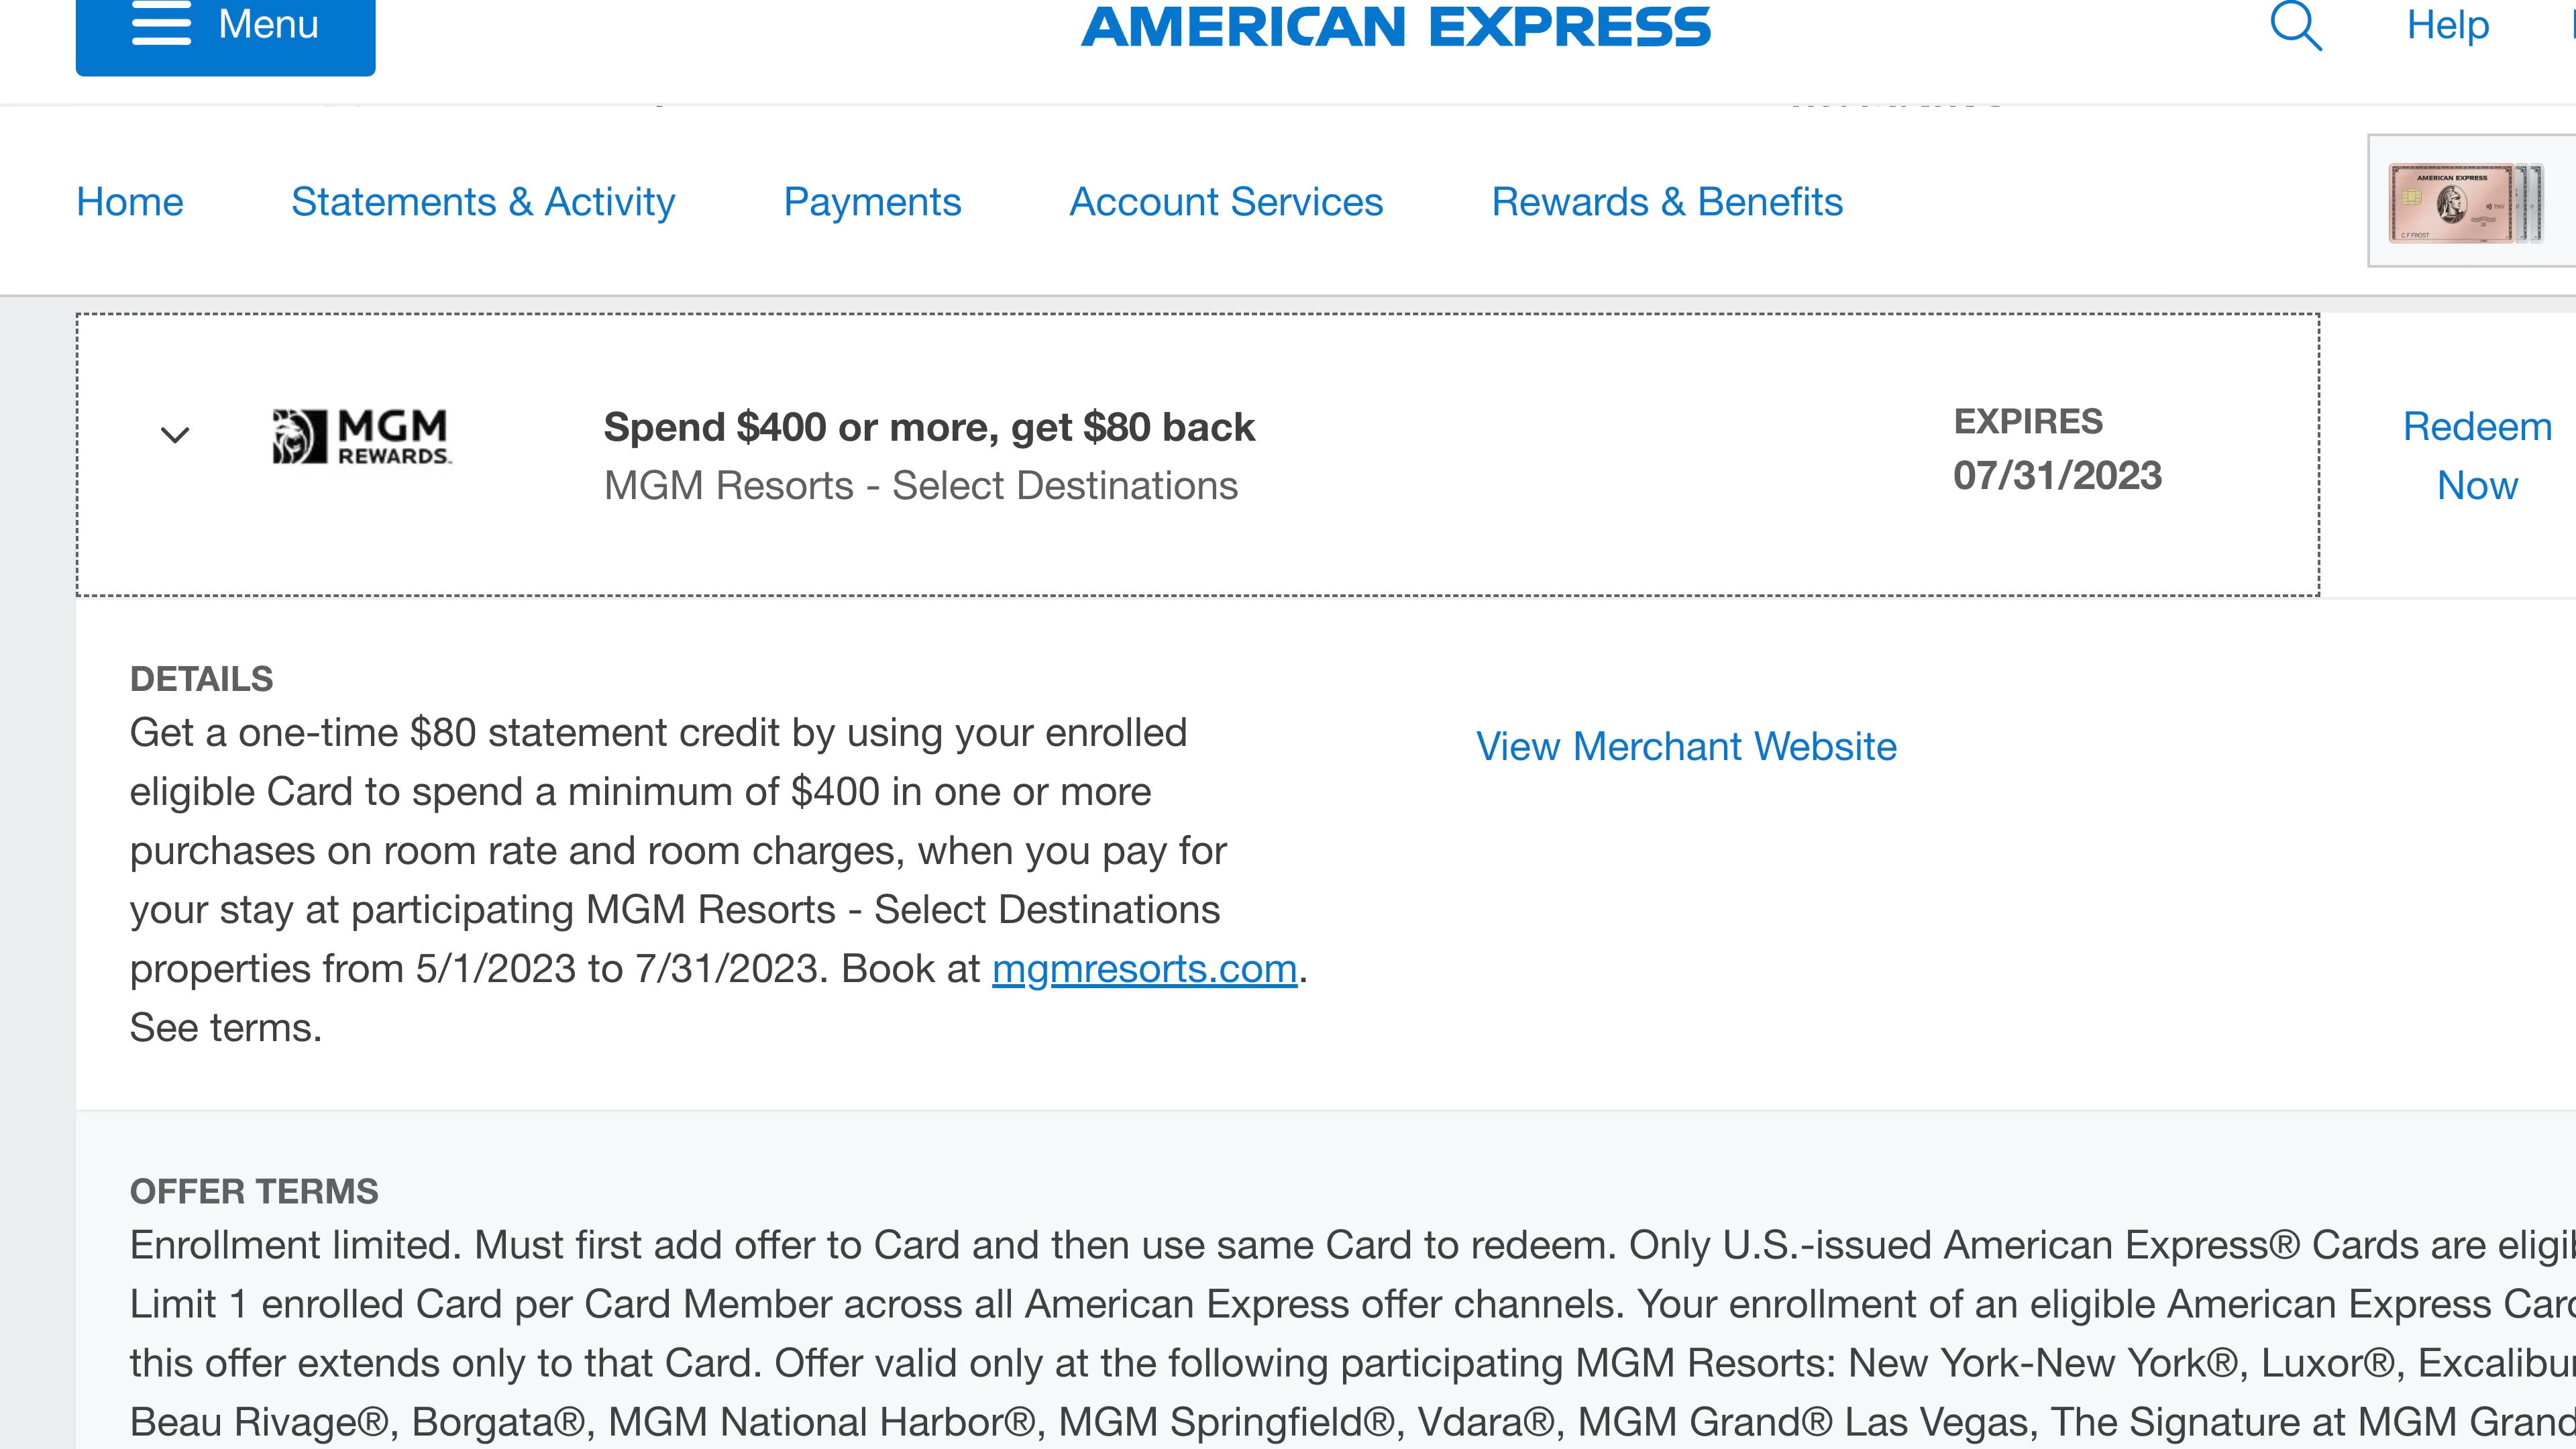 Menu
AMERICAN EXPRESS
Help
Home
Statements & Activity
Payments
Account Services
Rewards & Benefits
AMERICAN EXPRESS
C F FROST
MGM
REWARDS
Spend $400 or more, get $80 back
MGM Resorts - Select Destinations
EXPIRES
07/31/2023
Redeem
Now
DETAILS
Get a one-time $80 statement credit by using your enrolled
eligible Card to spend a minimum of $400 in one or more
purchases on room rate and room charges, when you pay for
your stay at participating MGM Resorts - Select Destinations
properties from 5/1/2023 to 7/31/2023. Book at mgmresorts.com.
See terms.
View Merchant Website
OFFER TERMS
Enrollment limited. Must first add offer to Card and then use same Card to redeem. Only U.S.-issued American Express® Cards are
Limit 1 enrolled Card per Card Member across all American Express offer channels. Your enrollment of an eligible American Express
this offer extends only to that Card. Offer valid only at the following participating MGM Resorts: New York-New York®, Luxor®,
Beau Rivage®, Borgata®, MGM National Harbor®, MGM Springfield®, Vdara®, MGM Grand® Las Vegas, The Signature at MGM Grand